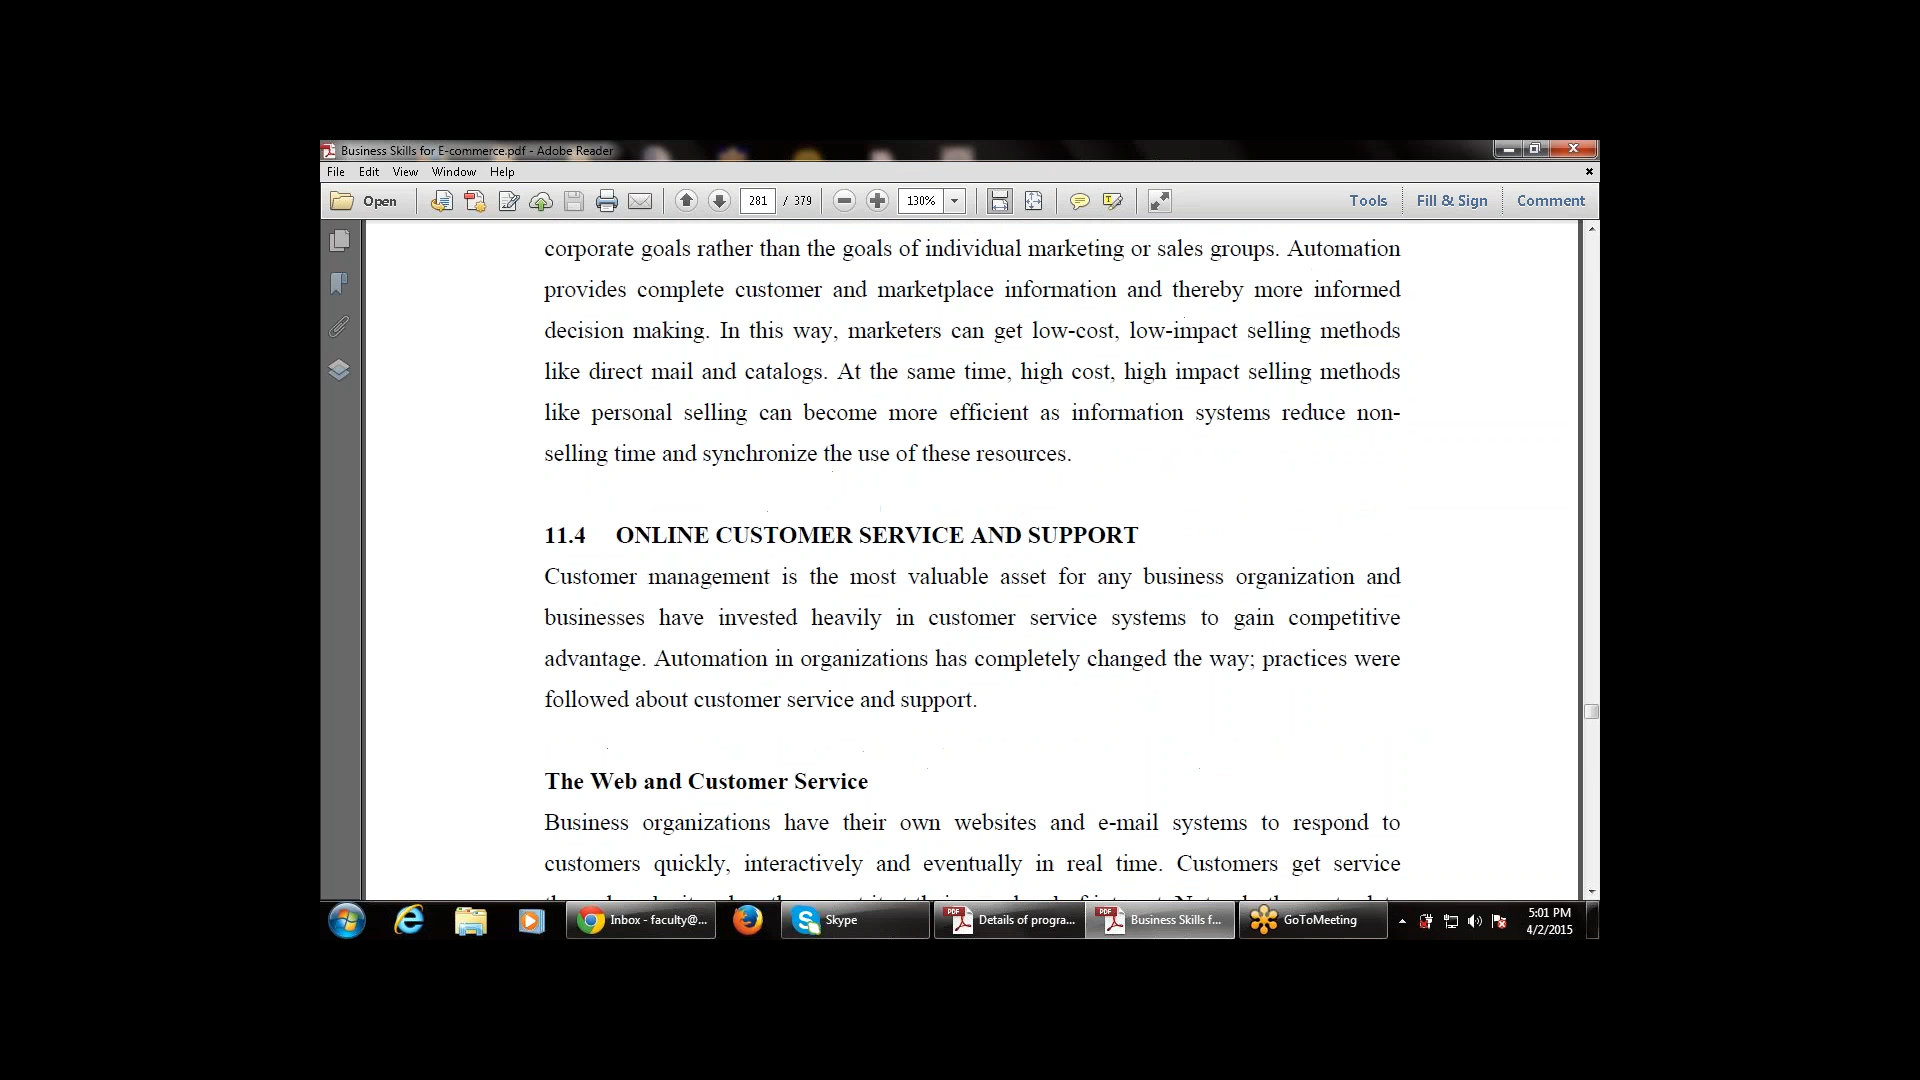 Business Skills for E-commerce.pdf - Adobe Reader
File Edit View Window Help
Open 281 / 379 130% Tools Fill & Sign Comment
corporate goals rather than the goals of individual marketing or sales groups. Automation
provides complete customer and marketplace information and thereby more informed
decision making. In this way, marketers can get low-cost, low-impact selling methods
like direct mail and catalogs. At the same time, high cost, high impact selling methods
like personal selling can become more efficient as information systems reduce non-
selling time and synchronize the use of these resources.
11.4 ONLINE CUSTOMER SERVICE AND SUPPORT
Customer management is the most valuable asset for any business organization and
businesses have invested heavily in customer service systems to gain competitive
advantage. Automation in organizations has completely changed the way; practices were
followed about customer service and support.
The Web and Customer Service
Business organizations have their own websites and e-mail systems to respond to
customers quickly, interactively and eventually in real time. Customers get service
Inbox - faculty@... Skype Details of progra... Business Skills f... GoToMeeting 5:01 PM
4/2/2015